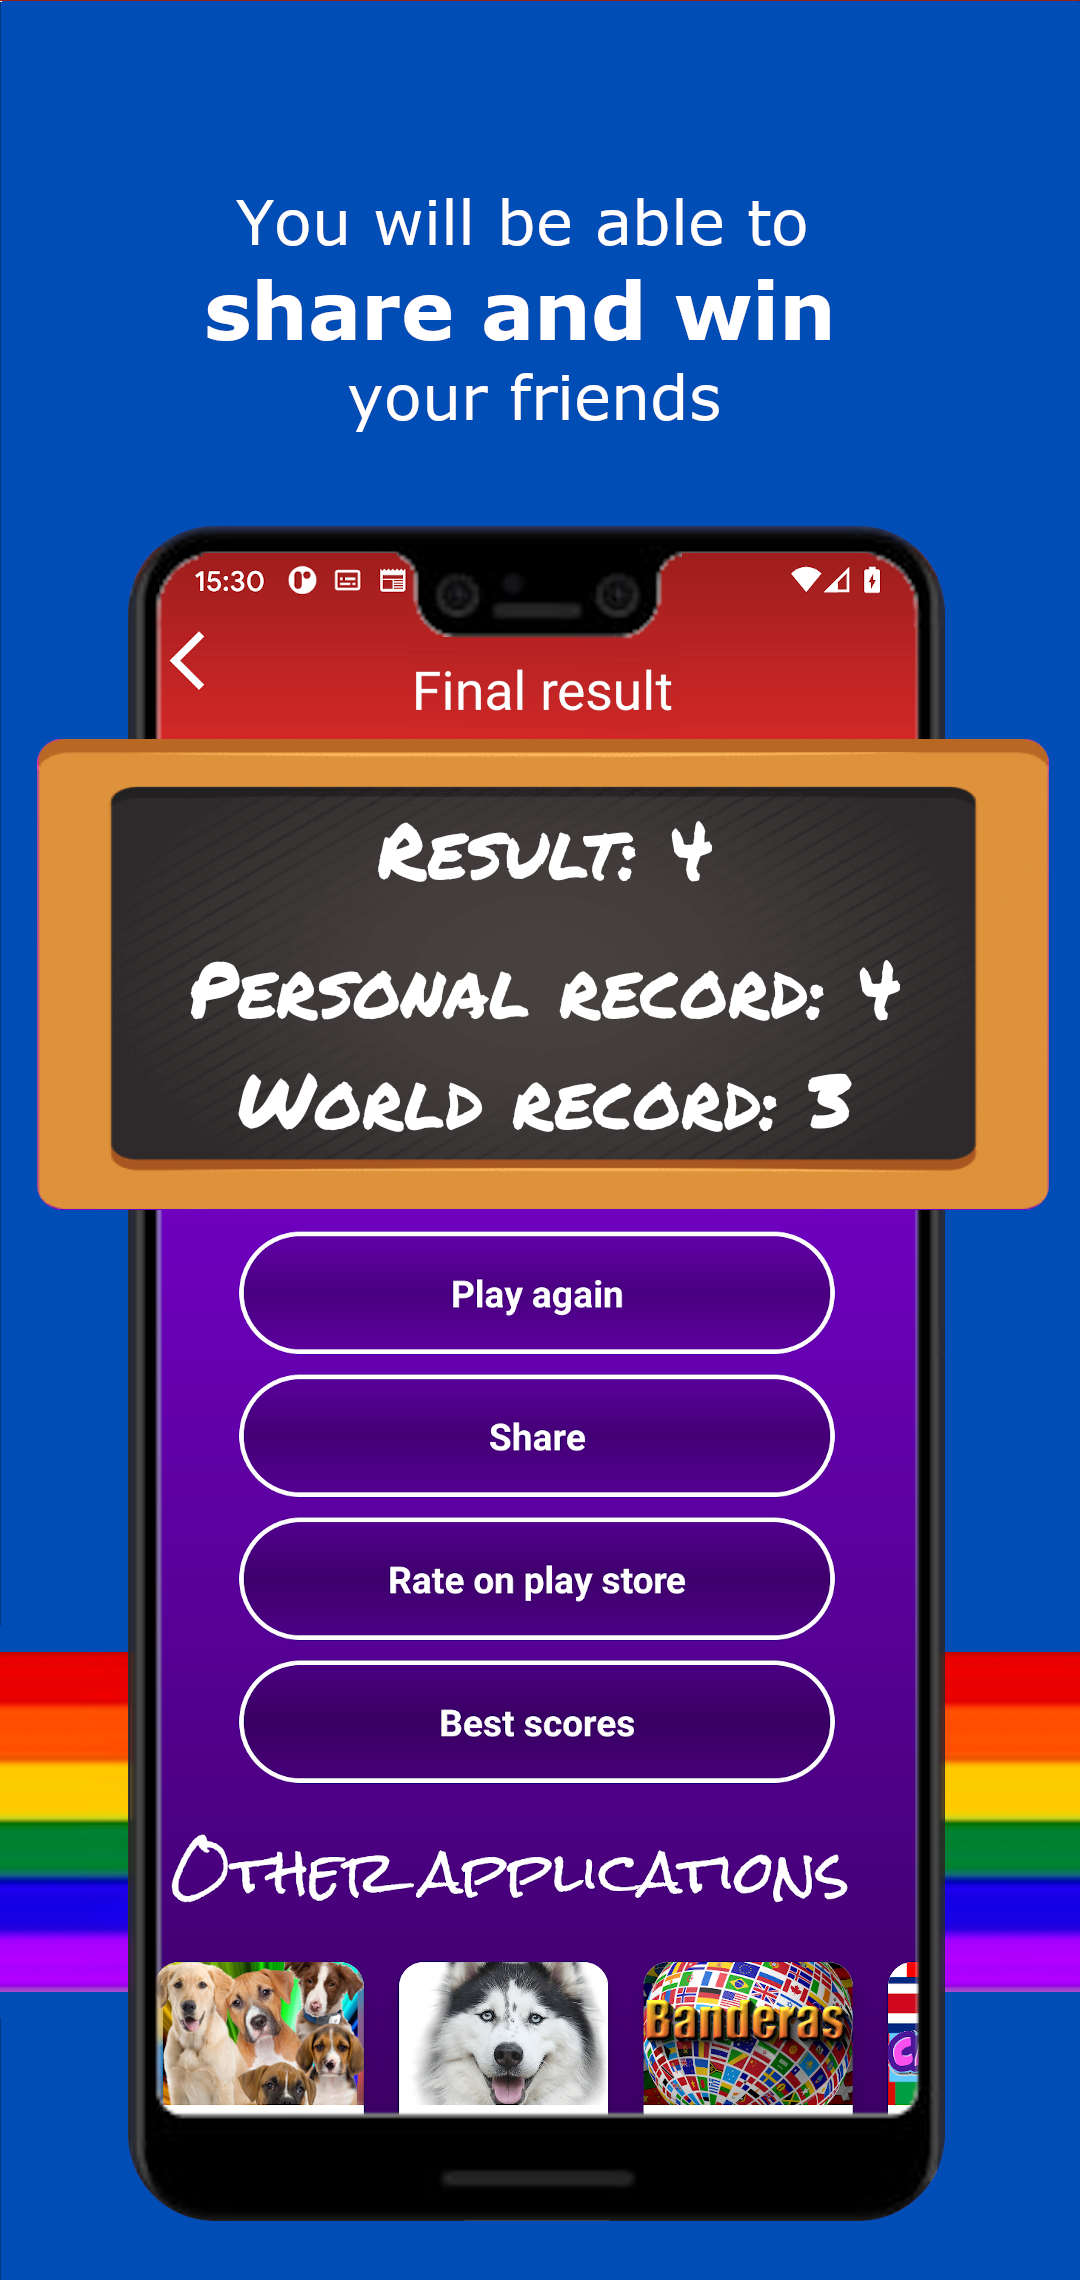 You will be able to
share and win
your friends
15:30
Final result
Result: 4
Personal record: 4
World record: 3
Play again
Share
Rate on play store
Best scores
Other applications
Banderas